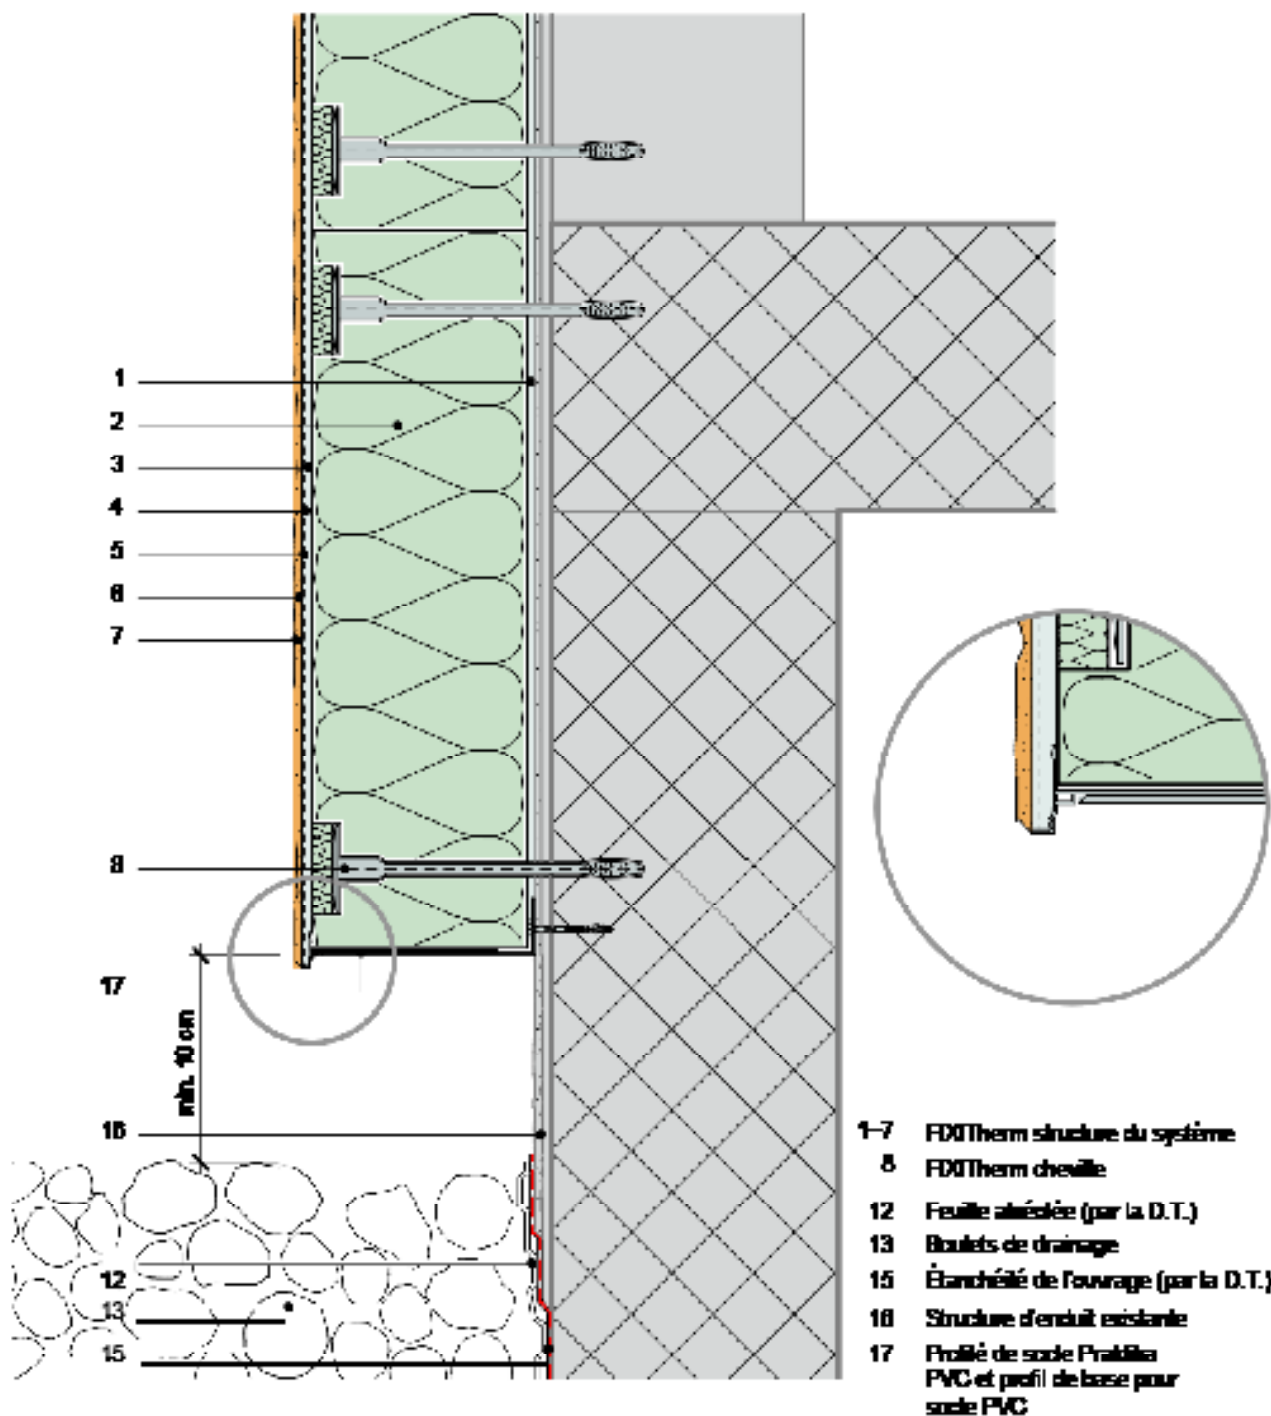 1
2
3
4
5
6
7
8
17
min. 10 cm
16
12
13
15
1–7 FIXITherm structure du système
8 FIXITherm cheville
12 Feuille alvéolée (par la D.T.)
13 Boulets de drainage
15 Étanchéité de l'ouvrage (par la D.T.)
16 Structure d'enduit existante
17 Profilé de socle Praktika
PVC et profil de base pour
socle PVC